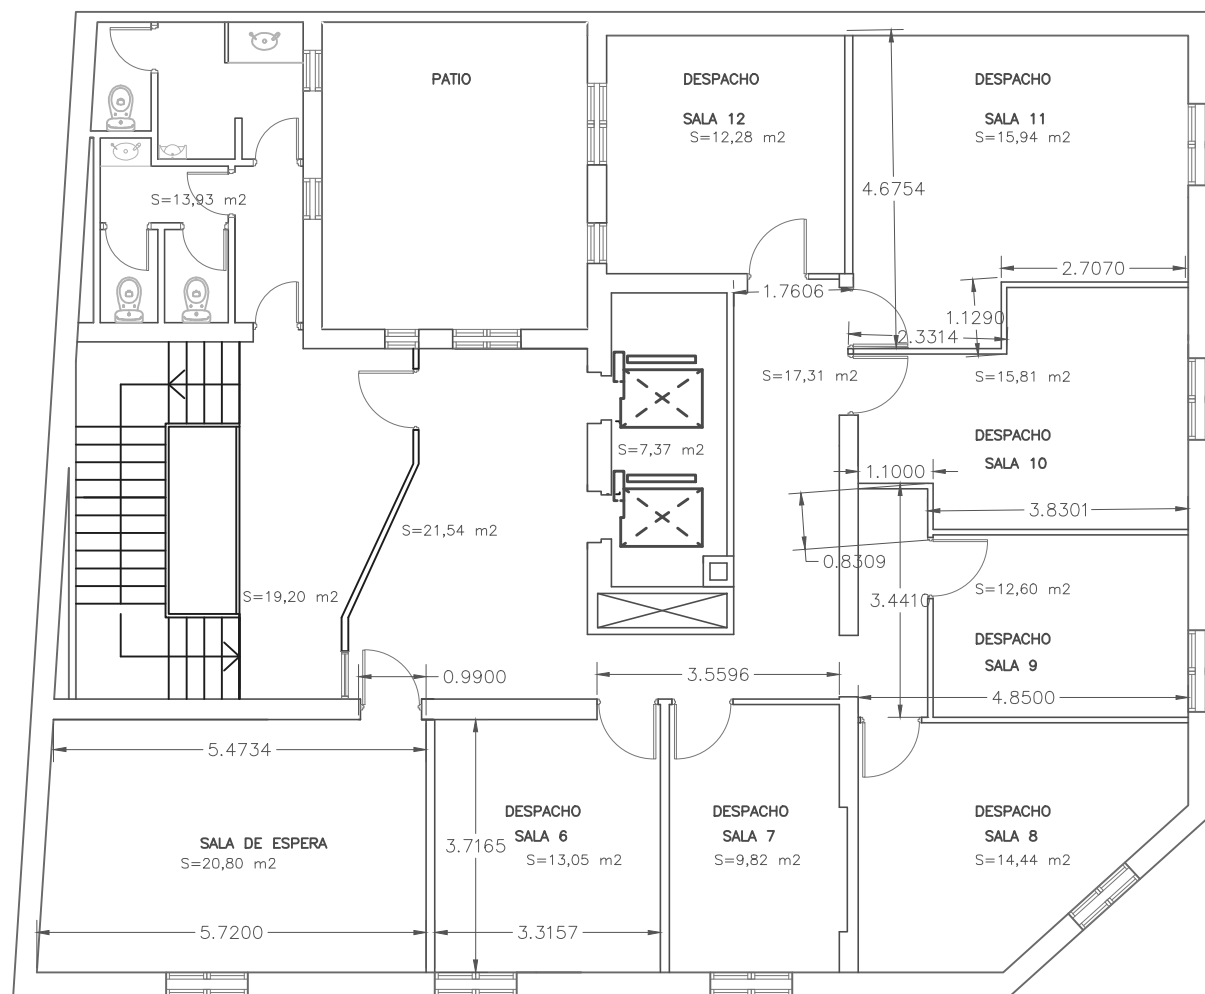 PATIO
DESPACHO
SALA 12
S=12,28 m2
DESPACHO
SALA 11
S=15,94 m2
4.6754
S=13,93 m2
2.7070
1.7606
1.1290
2.3314
S=17,31 m2
S=15,81 m2
DESPACHO
SALA 10
S=7,37 m2
1.1000
3.8301
S=21,54 m2
0.8309
S=19,20 m2
3.4410
S=12,60 m2
DESPACHO
SALA 9
0.9900
3.5596
4.8500
5.4734
SALA DE ESPERA
S=20,80 m2
3.7165
DESPACHO
SALA 6
S=13,05 m2
DESPACHO
SALA 7
S=9,82 m2
DESPACHO
SALA 8
S=14,44 m2
5.7200
3.3157